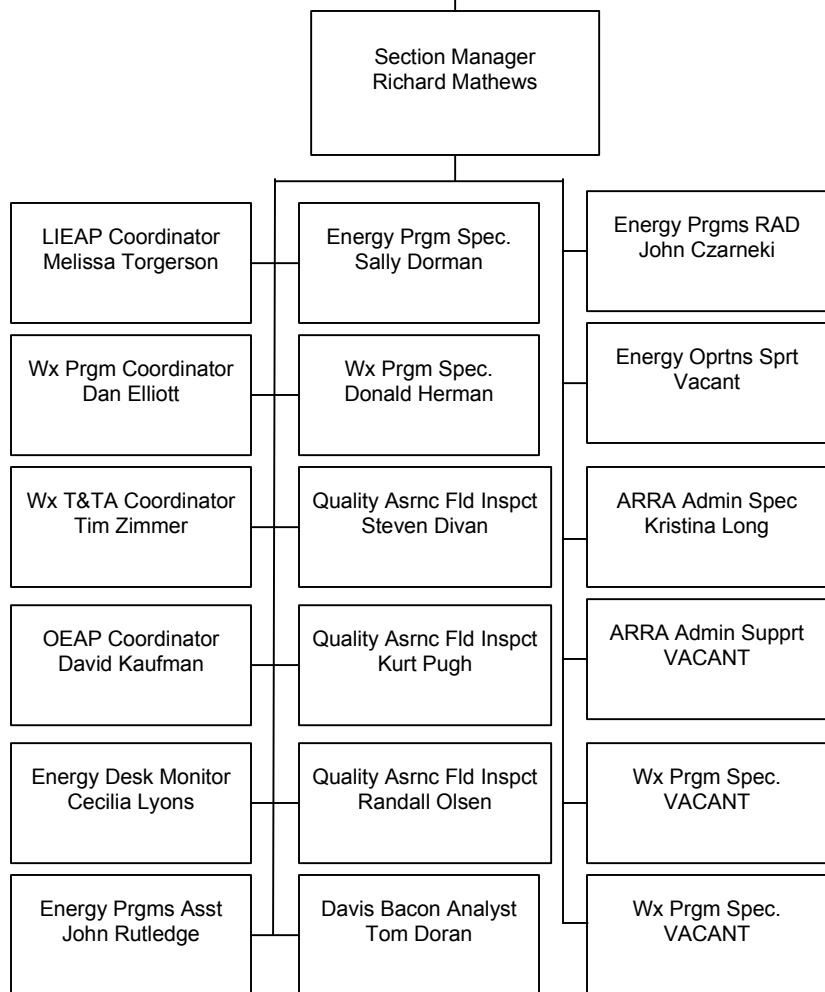 Section Manager
Richard Mathews
LIEAP Coordinator
Melissa Torgerson
Energy Prgm Spec.
Sally Dorman
Energy Prgms RAD
John Czarneki
Wx Prgm Coordinator
Dan Elliott
Wx Prgm Spec.
Donald Herman
Energy Oprtns Sprt
Vacant
Wx T&TA Coordinator
Tim Zimmer
Quality Asrnc Fld Inspct
Steven Divan
ARRA Admin Spec
Kristina Long
OEAP Coordinator
David Kaufman
Quality Asrnc Fld Inspct
Kurt Pugh
ARRA Admin Supprt
VACANT
Energy Desk Monitor
Cecilia Lyons
Quality Asrnc Fld Inspct
Randall Olsen
Wx Prgm Spec.
VACANT
Energy Prgms Asst
John Rutledge
Davis Bacon Analyst
Tom Doran
Wx Prgm Spec.
VACANT